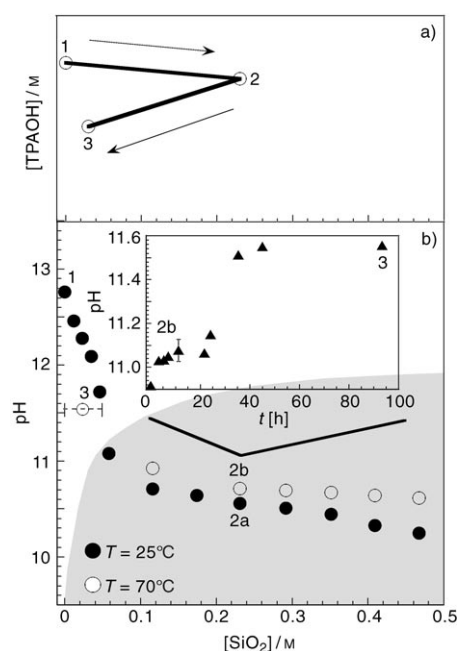 a)
1
2
3
[TPAOH] / M
b)
13
12
11
10
pH
1
3
11.6
11.4
11.2
11.0
pH
2b
3
0
20
40
60
80
100
t [h]
2b
2a
T = 25°C
T = 70°C
0
0.1
0.2
0.3
0.4
0.5
[SiO₂] / M